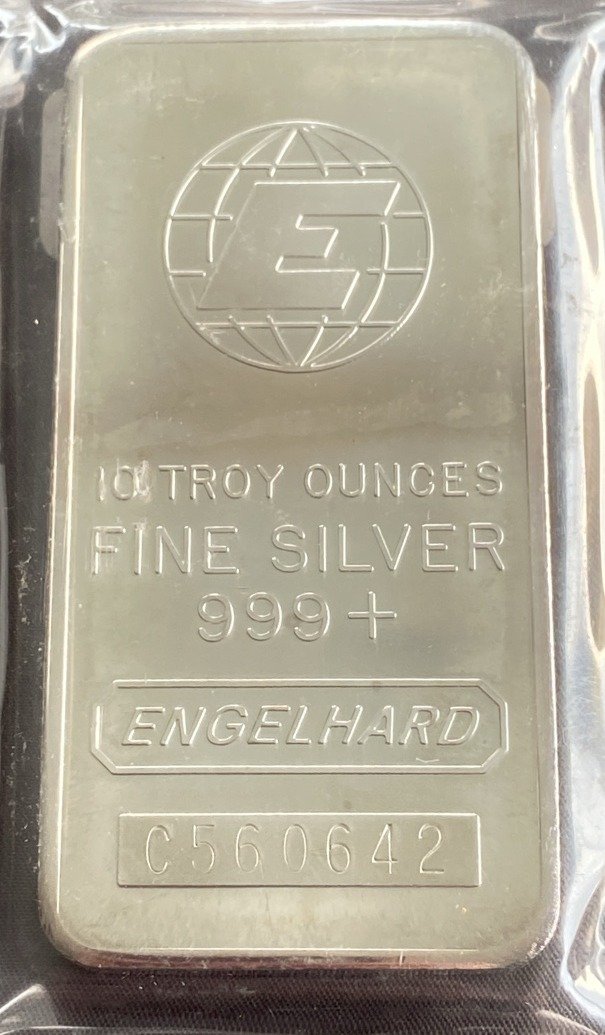 E
10 TROY OUNCES
FINE SILVER
999+
ENGELHARD
C560642